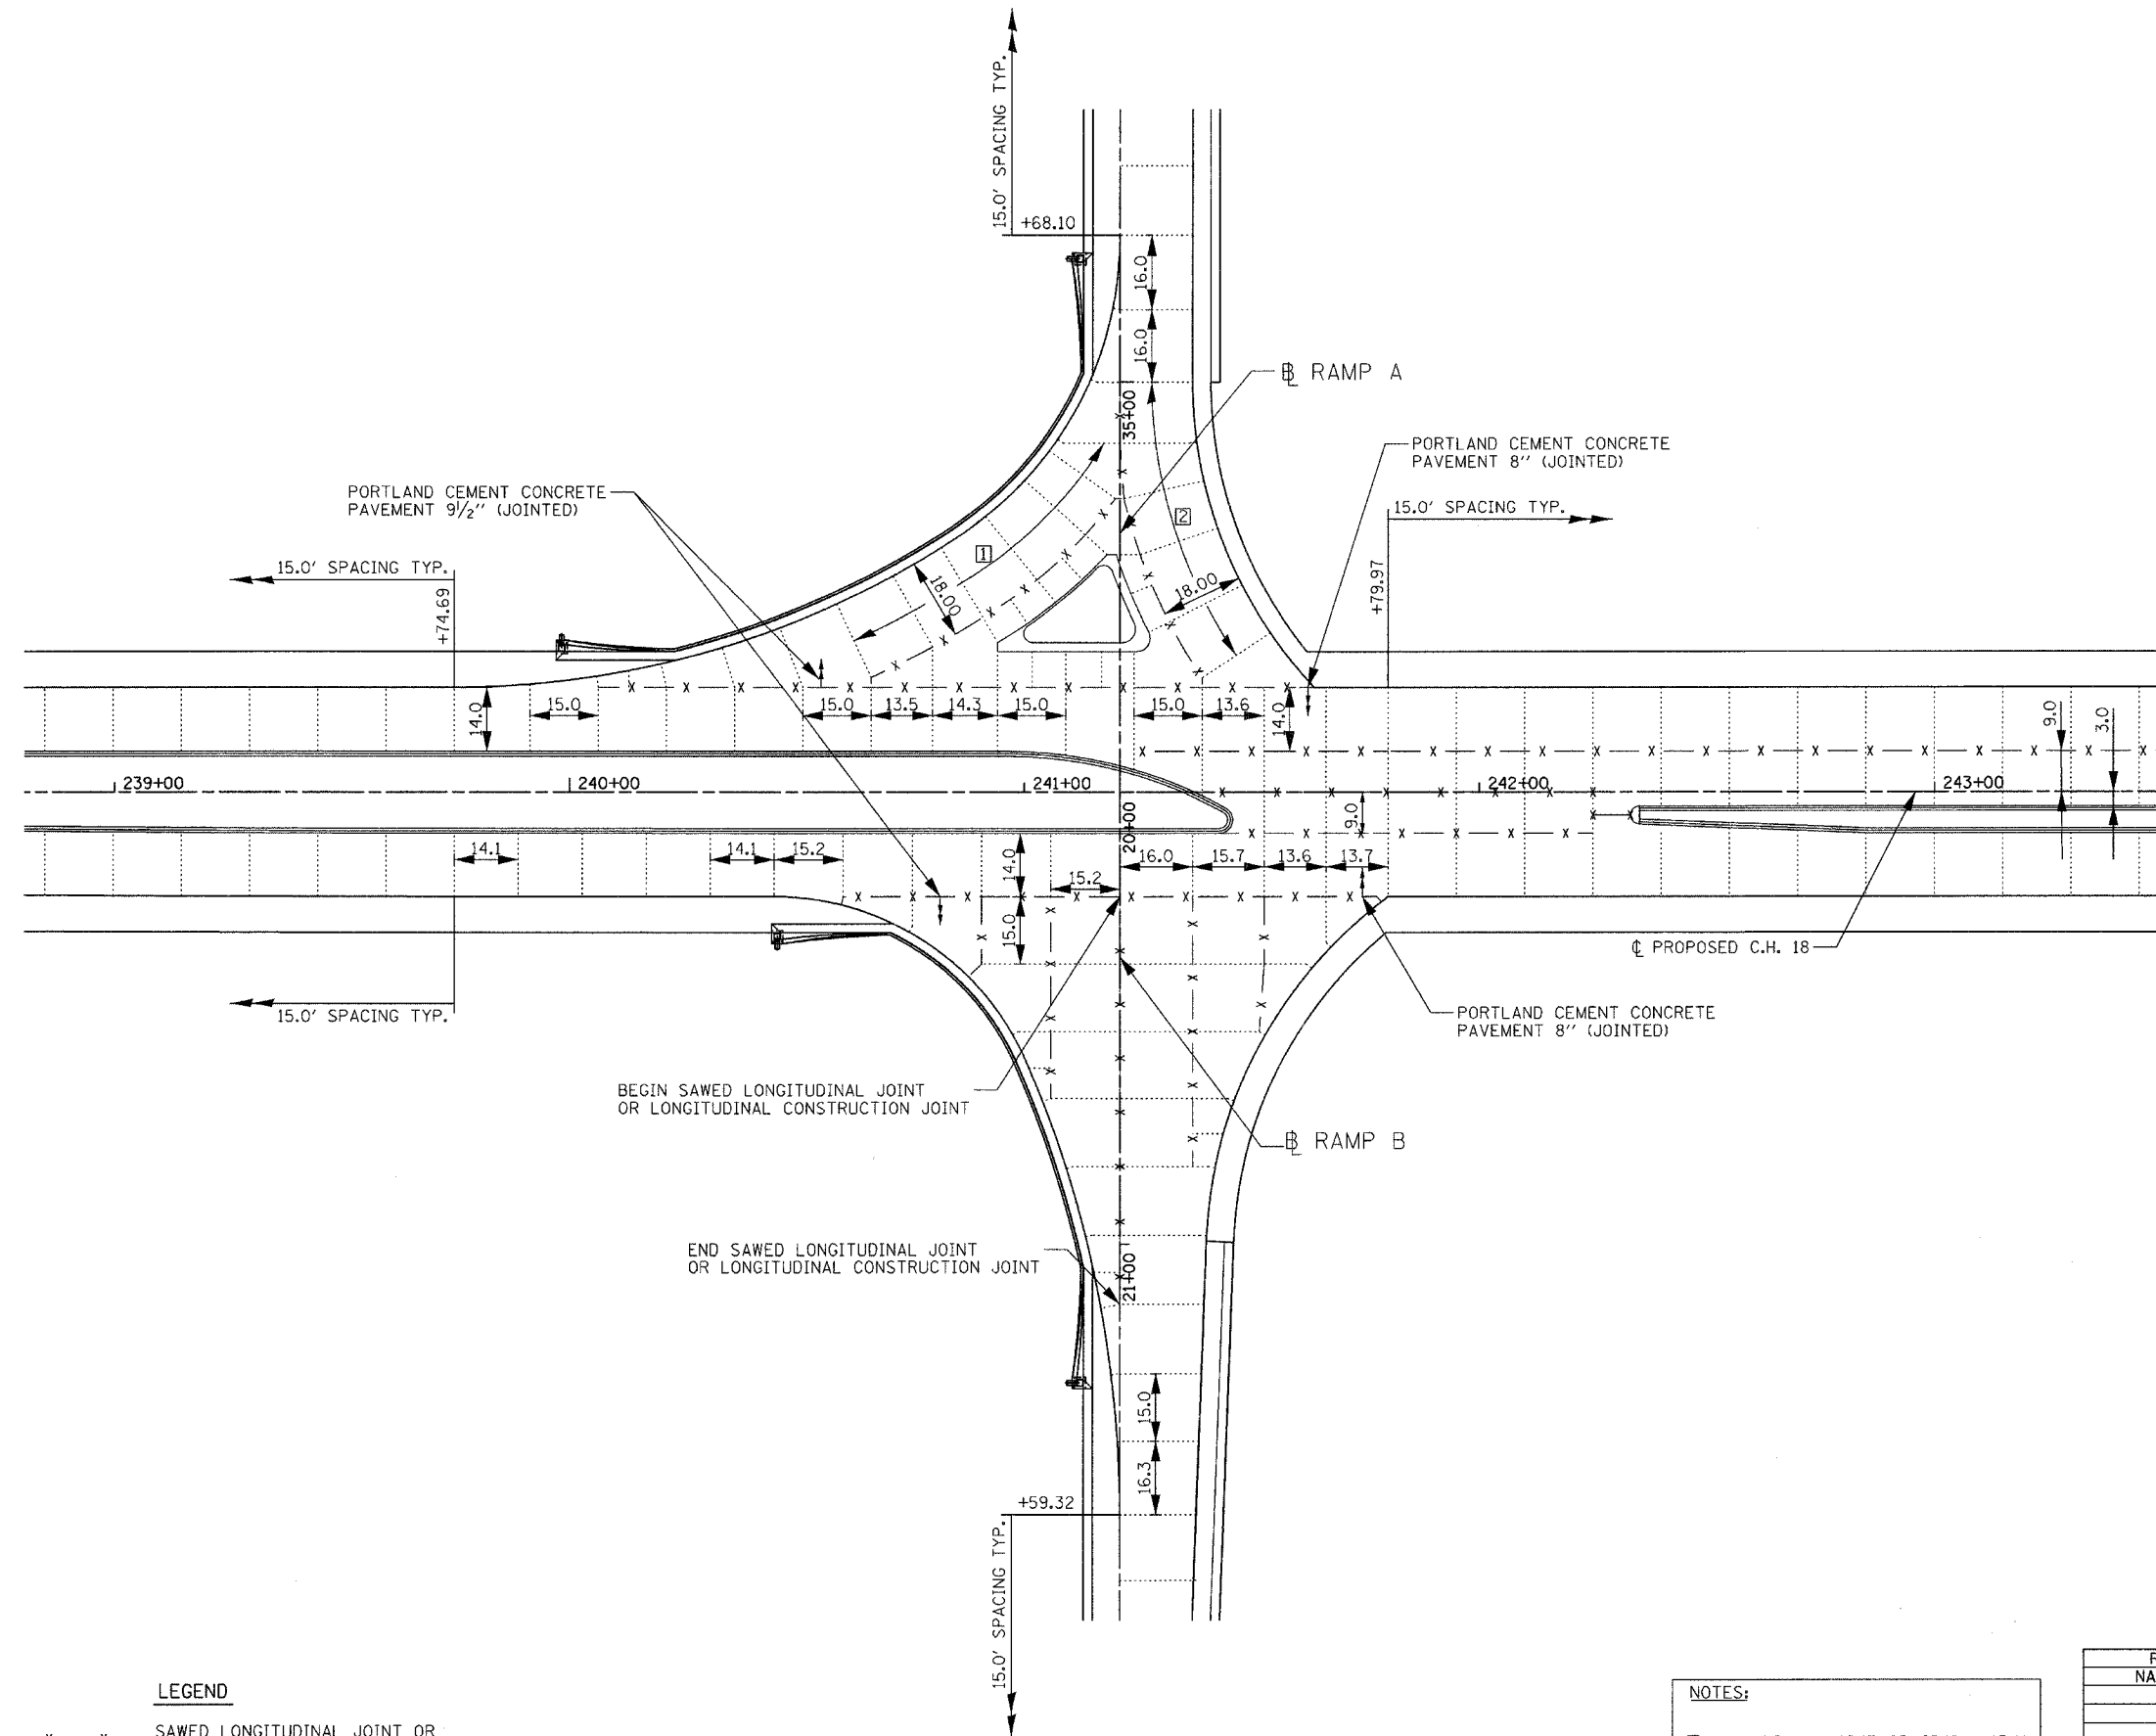 15.0' SPACING TYP.
+68.10
16.0
16.0
35+00
℄ RAMP A
PORTLAND CEMENT CONCRETE
PAVEMENT 8'' (JOINTED)
PORTLAND CEMENT CONCRETE
PAVEMENT 9 1/2'' (JOINTED)
15.0' SPACING TYP.
15.0' SPACING TYP.
+74.69
+79.97
1
2
18.00
18.00
14.0
15.0
15.0
13.5
14.3
15.0
15.0
13.6
14.0
9.0
3.0
239+00
240+00
241+00
242+00
243+00
20+00
9.0
14.1
14.1
15.2
14.0
15.2
16.0
15.7
13.6
13.7
15.0
℄ PROPOSED C.H. 18
15.0' SPACING TYP.
PORTLAND CEMENT CONCRETE
PAVEMENT 8'' (JOINTED)
BEGIN SAWED LONGITUDINAL JOINT
OR LONGITUDINAL CONSTRUCTION JOINT
℄ RAMP B
END SAWED LONGITUDINAL JOINT
OR LONGITUDINAL CONSTRUCTION JOINT
21+00
15.0
16.3
+59.32
15.0' SPACING TYP.
LEGEND
SAWED LONGITUDINAL JOINT OR
NOTES:
NA